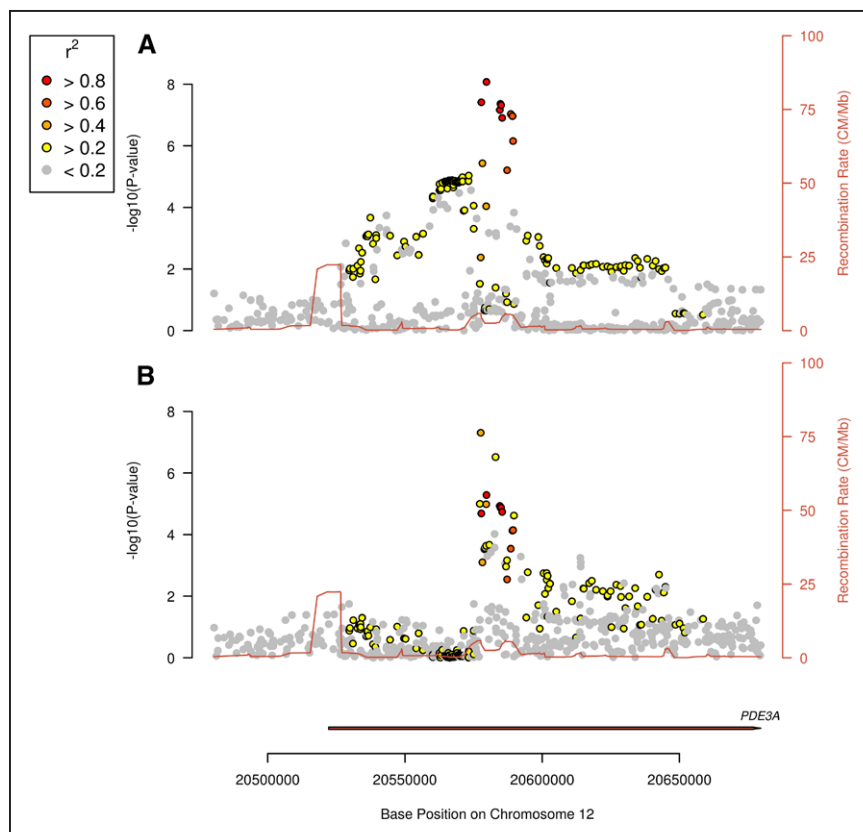 r2
> 0.8
> 0.6
> 0.4
> 0.2
< 0.2
A
-log10(P-value)
8
6
4
2
0
100
75
50
25
0
Recombination Rate (CM/Mb)
B
-log10(P-value)
8
6
4
2
0
100
75
50
25
0
Recombination Rate (CM/Mb)
PDE3A
20500000 20550000 20600000 20650000
Base Position on Chromosome 12